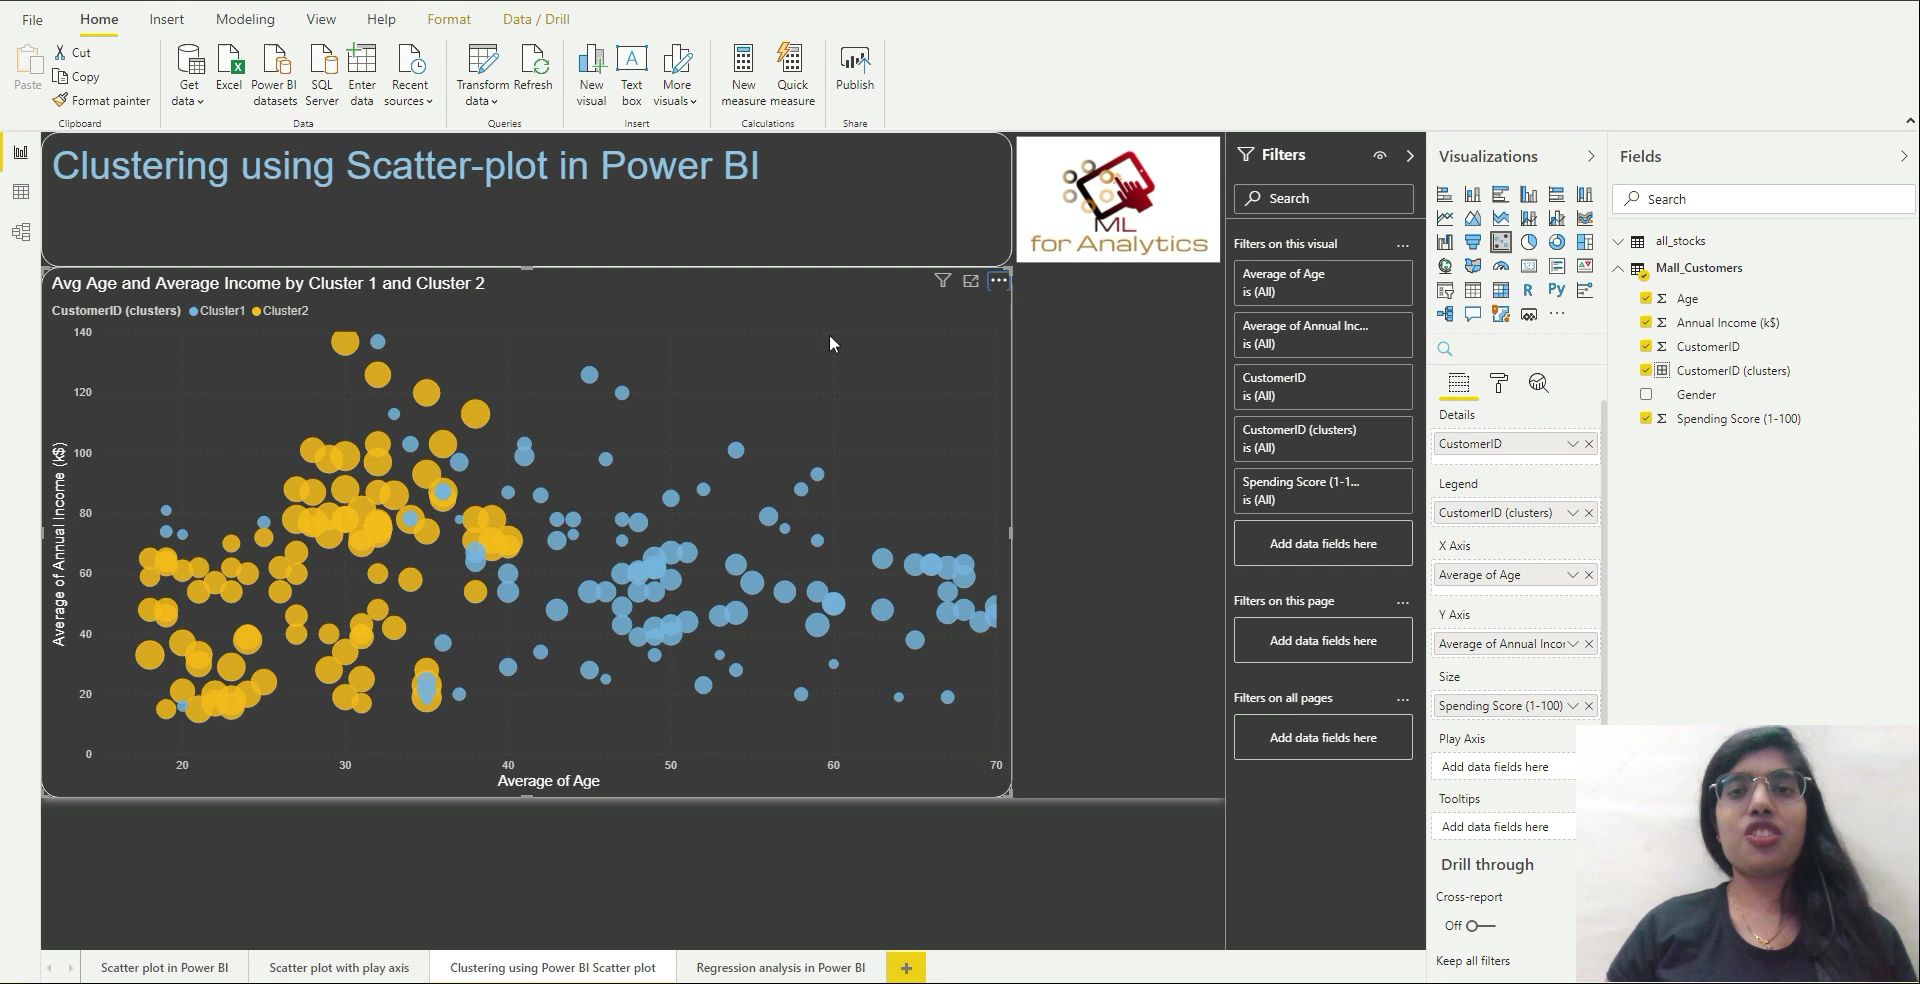 File Home Insert Modeling View Help Format Data / Drill
Paste
Cut
Copy
Format painter
Get data
Excel
Power BI datasets
SQL Server
Enter data
Recent sources
Transform data
Refresh
New visual
Text box
More visuals
New measure
Quick measure
Publish
Clipboard Data Queries Insert Calculations Share
Clustering using Scatter-plot in Power BI
ML
for Analytics
Avg Age and Average Income by Cluster 1 and Cluster 2
CustomerID (clusters) Cluster1 Cluster2
Average of Annual Income (k$)
140
120
100
80
60
40
20
0
20 30 40 50 60 70
Average of Age
Filters
Search
Filters on this visual ...
Average of Age
is (All)
Average of Annual Inc...
is (All)
CustomerID
is (All)
CustomerID (clusters)
is (All)
Spending Score (1-1...
is (All)
Add data fields here
Filters on this page ...
Add data fields here
Filters on all pages ...
Add data fields here
Visualizations
123
R Py
...
Details
CustomerID
Legend
CustomerID (clusters)
X Axis
Average of Age
Y Axis
Average of Annual Incor
Size
Spending Score (1-100)
Play Axis
Add data fields here
Tooltips
Add data fields here
Drill through
Cross-report
Off
Keep all filters
Fields
Search
all_stocks
Mall_Customers
Σ Age
Σ Annual Income (k$)
Σ CustomerID
CustomerID (clusters)
Gender
Σ Spending Score (1-100)
Scatter plot in Power BI Scatter plot with play axis Clustering using Power BI Scatter plot Regression analysis in Power BI +